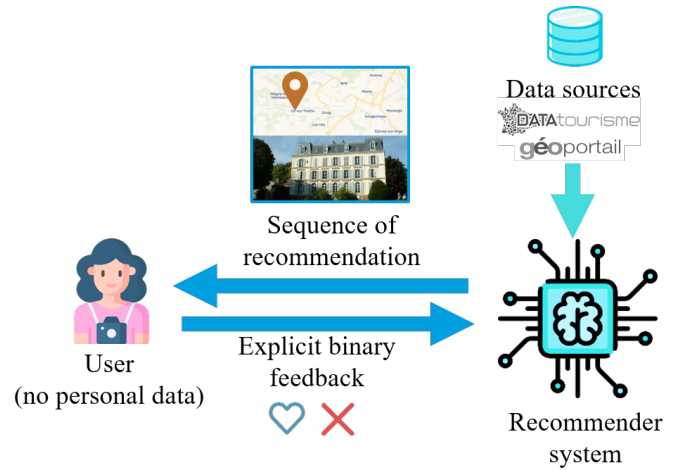 Data sources
DATAtourisme
géoportail
Sequence of
recommendation
Explicit binary
feedback
User
(no personal data)
Recommender
system